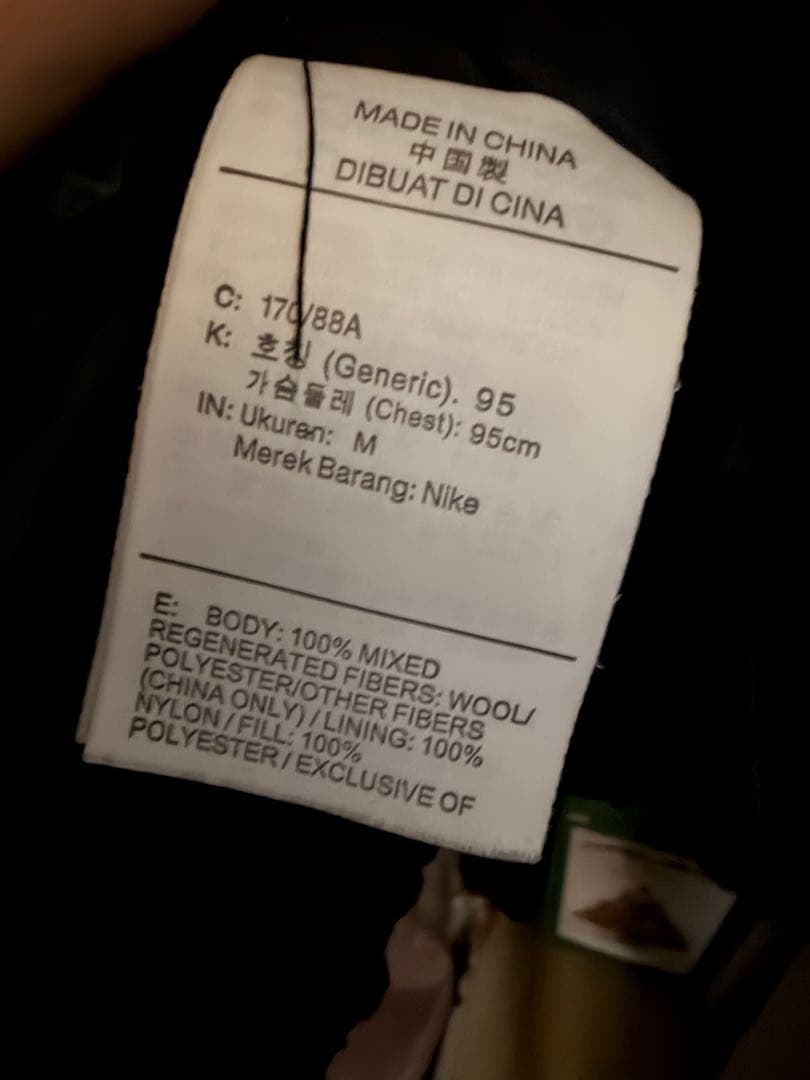 MADE IN CHINA
中国製
DIBUAT DI CINA
C: 170/88A
K: 호칭 (Generic). 95
가슴둘레 (Chest): 95cm
IN: Ukuran: M
Merek Barang: Nike
E: BODY: 100% MIXED
REGENERATED FIBERS: WOOL/
POLYESTER/OTHER FIBERS
(CHINA ONLY) / LINING: 100%
NYLON / FILL: 100%
POLYESTER / EXCLUSIVE OF